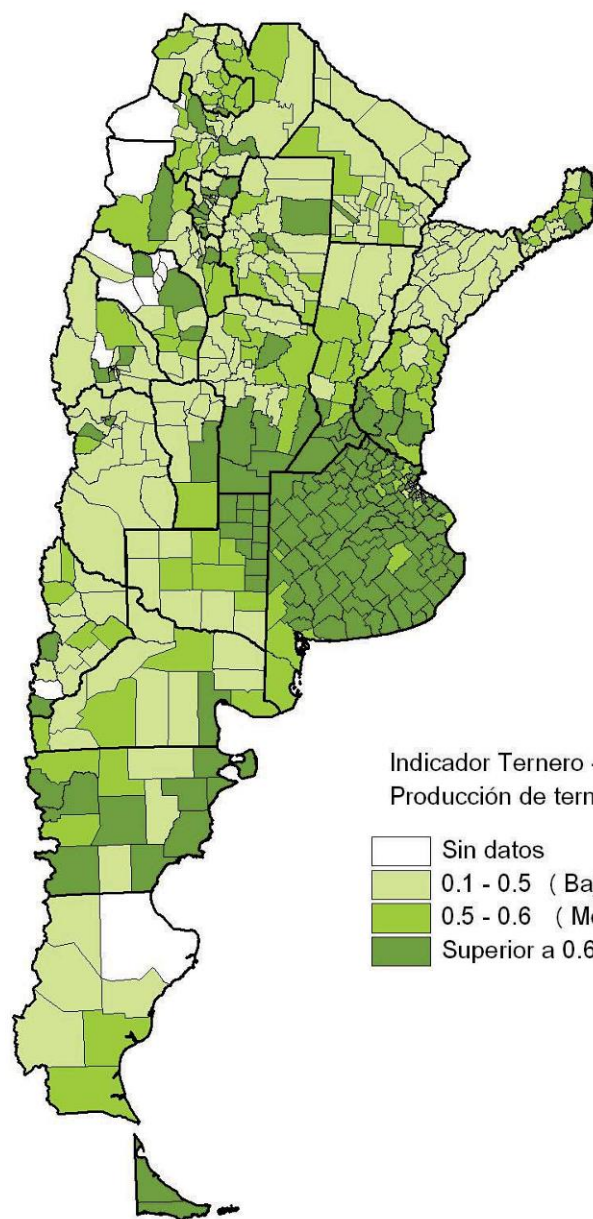 Indicador Ternero
Producción de
Sin datos
0.1 - 0.5 (
0.5 - 0.6 (
Superior a 0.6